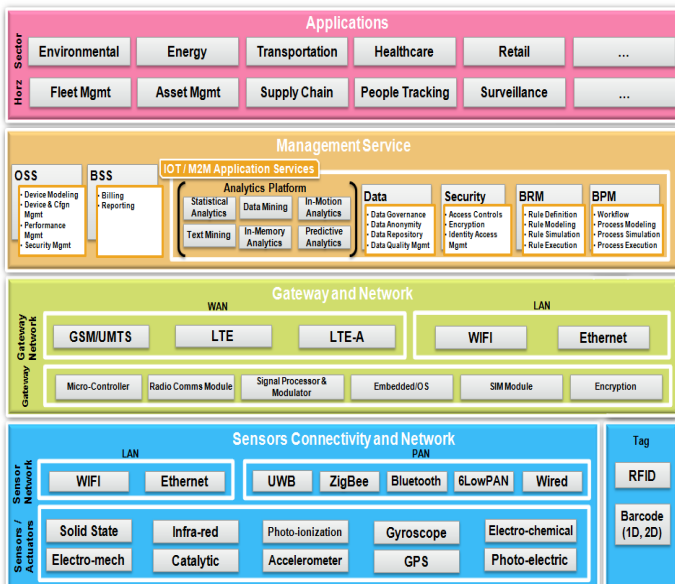 Applications
Sector
Environmental
Energy
Transportation
Healthcare
Retail
...
Horz
Fleet Mgmt
Asset Mgmt
Supply Chain
People Tracking
Surveillance
...
Management Service
OSS
• Device Modeling
• Device & Cfgn
Mgmt
• Performance
Mgmt
• Security Mgmt
BSS
• Billing
• Reporting
IOT / M2M Application Services
Analytics Platform
Statistical
Analytics
Data Mining
In-Motion
Analytics
Text Mining
In-Memory
Analytics
Predictive
Analytics
Data
• Data Governance
• Data Anonymity
• Data Repository
• Data Quality Mgmt
Security
• Access Controls
• Encryption
• Identity Access
Mgmt
BRM
• Rule Definition
• Rule Modeling
• Rule Simulation
• Rule Execution
BPM
• Workflow
• Process Modeling
• Process Simulation
• Process Execution
Gateway and Network
Gateway
Network
WAN
GSM/UMTS
LTE
LTE-A
LAN
WIFI
Ethernet
Gateway
Micro-Controller
Radio Comms Module
Signal Processor &
Modulator
Embedded/OS
SIM Module
Encryption
Sensors Connectivity and Network
Sensor
Network
LAN
WIFI
Ethernet
PAN
UWB
ZigBee
Bluetooth
6LowPAN
Wired
Sensors /
Actuators
Solid State
Infra-red
Photo-ionization
Gyroscope
Electro-chemical
Electro-mech
Catalytic
Accelerometer
GPS
Photo-electric
Tag
RFID
Barcode
(1D, 2D)